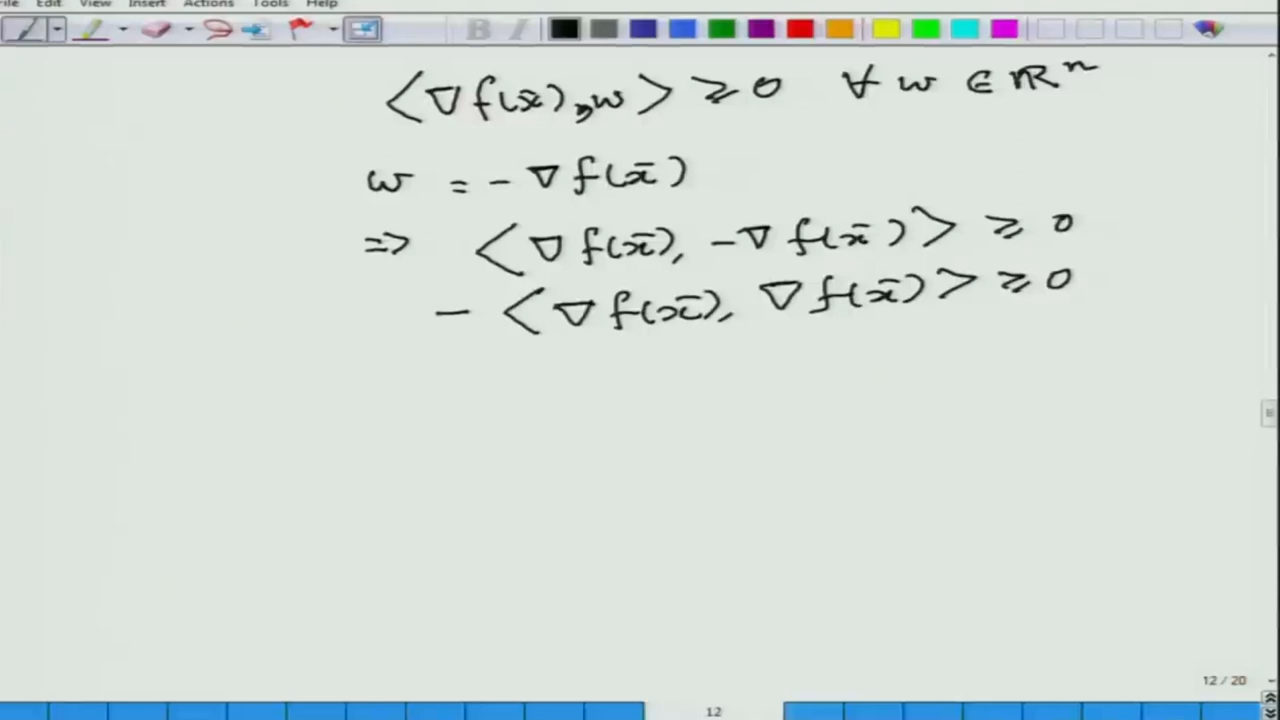 File Edit View Insert Actions Tools Help
⟨∇f(x̄), w⟩ ≥ 0 ∀ w ∈ ℝⁿ
w = -∇f(x̄)
⇒ ⟨∇f(x̄), -∇f(x̄)⟩ ≥ 0
- ⟨∇f(x̄), ∇f(x̄)⟩ ≥ 0
12 / 20
12